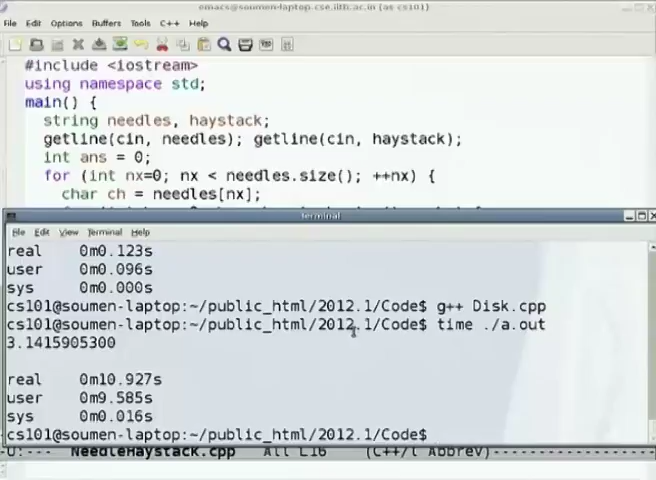 emacs@soumen-laptop.cse.iitb.ac.in (as cs101)
File Edit Options Buffers Tools C++ Help
#include <iostream>
using namespace std;
main() {
string needles, haystack;
getline(cin, needles); getline(cin, haystack);
int ans = 0;
for (int nx=0; nx < needles.size(); ++nx) {
char ch = needles[nx];
Terminal
File Edit View Terminal Help
real 0m0.123s
user 0m0.096s
sys 0m0.000s
cs101@soumen-laptop:~/public_html/2012.1/Code$ g++ Disk.cpp
cs101@soumen-laptop:~/public_html/2012.1/Code$ time ./a.out
3.1415905300
real 0m10.927s
user 0m9.585s
sys 0m0.016s
cs101@soumen-laptop:~/public_html/2012.1/Code$
-U:--- NeedleHaystack.cpp All L16 (C++/l Abbrev)